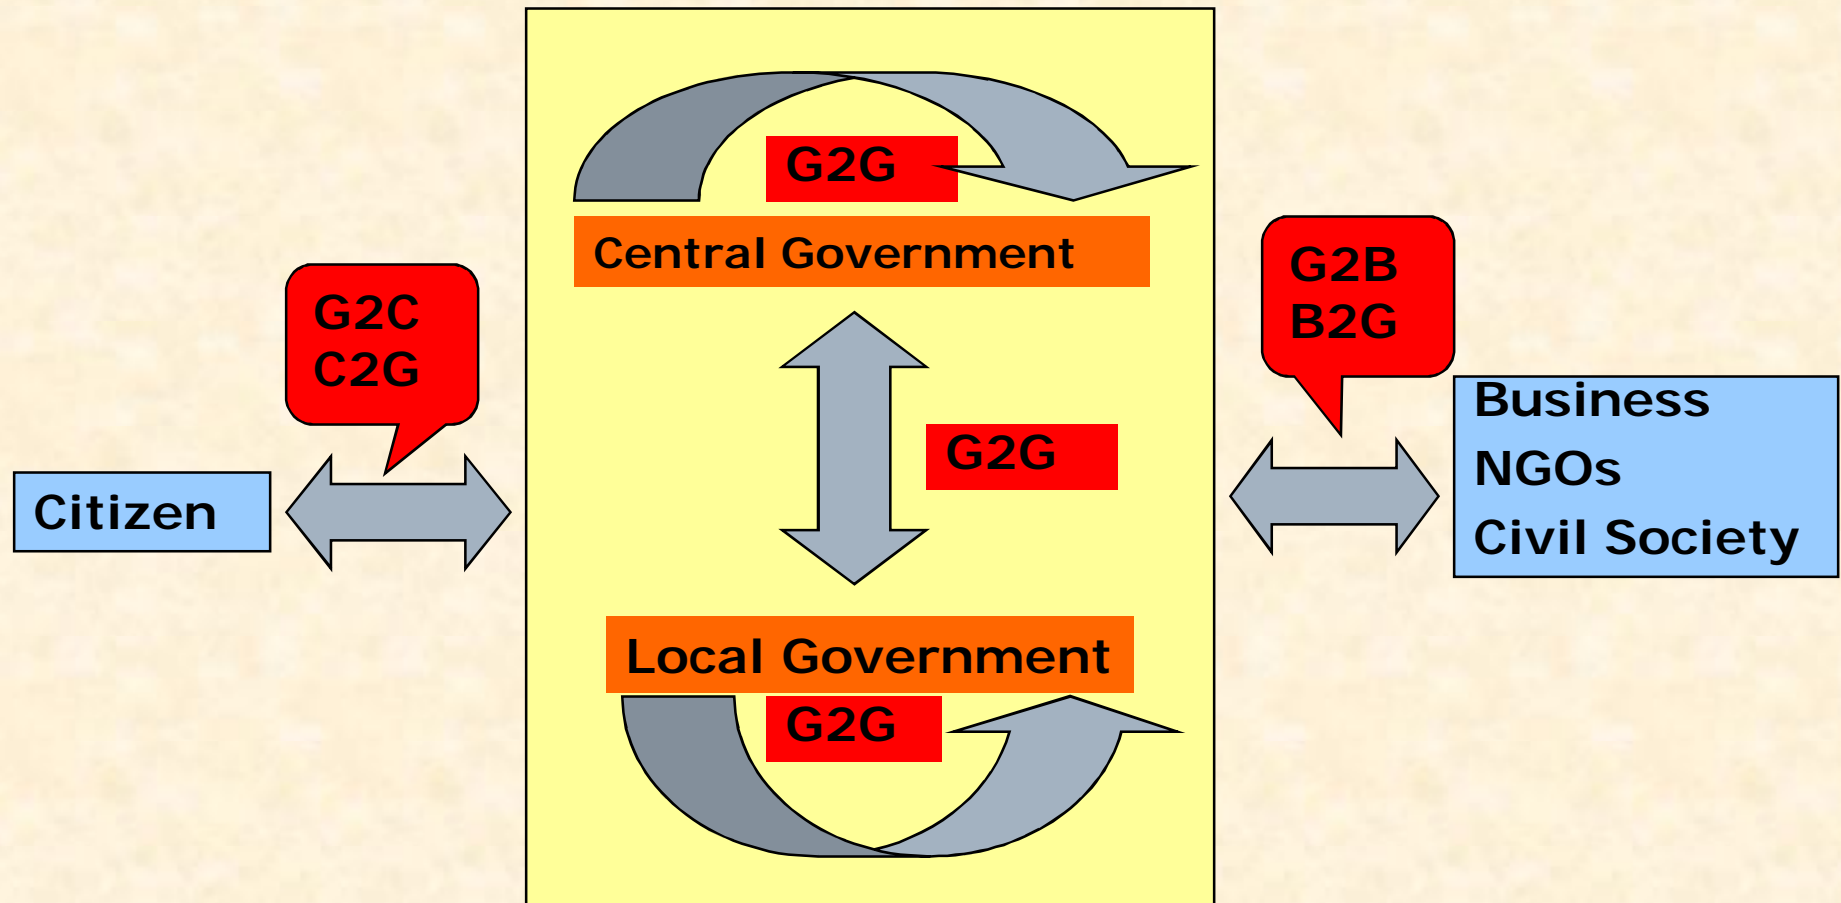 G2G
Central Government
G2B
B2G
G2C
C2G
Business
NGOs
Civil Society
G2G
Citizen
Local Government
G2G